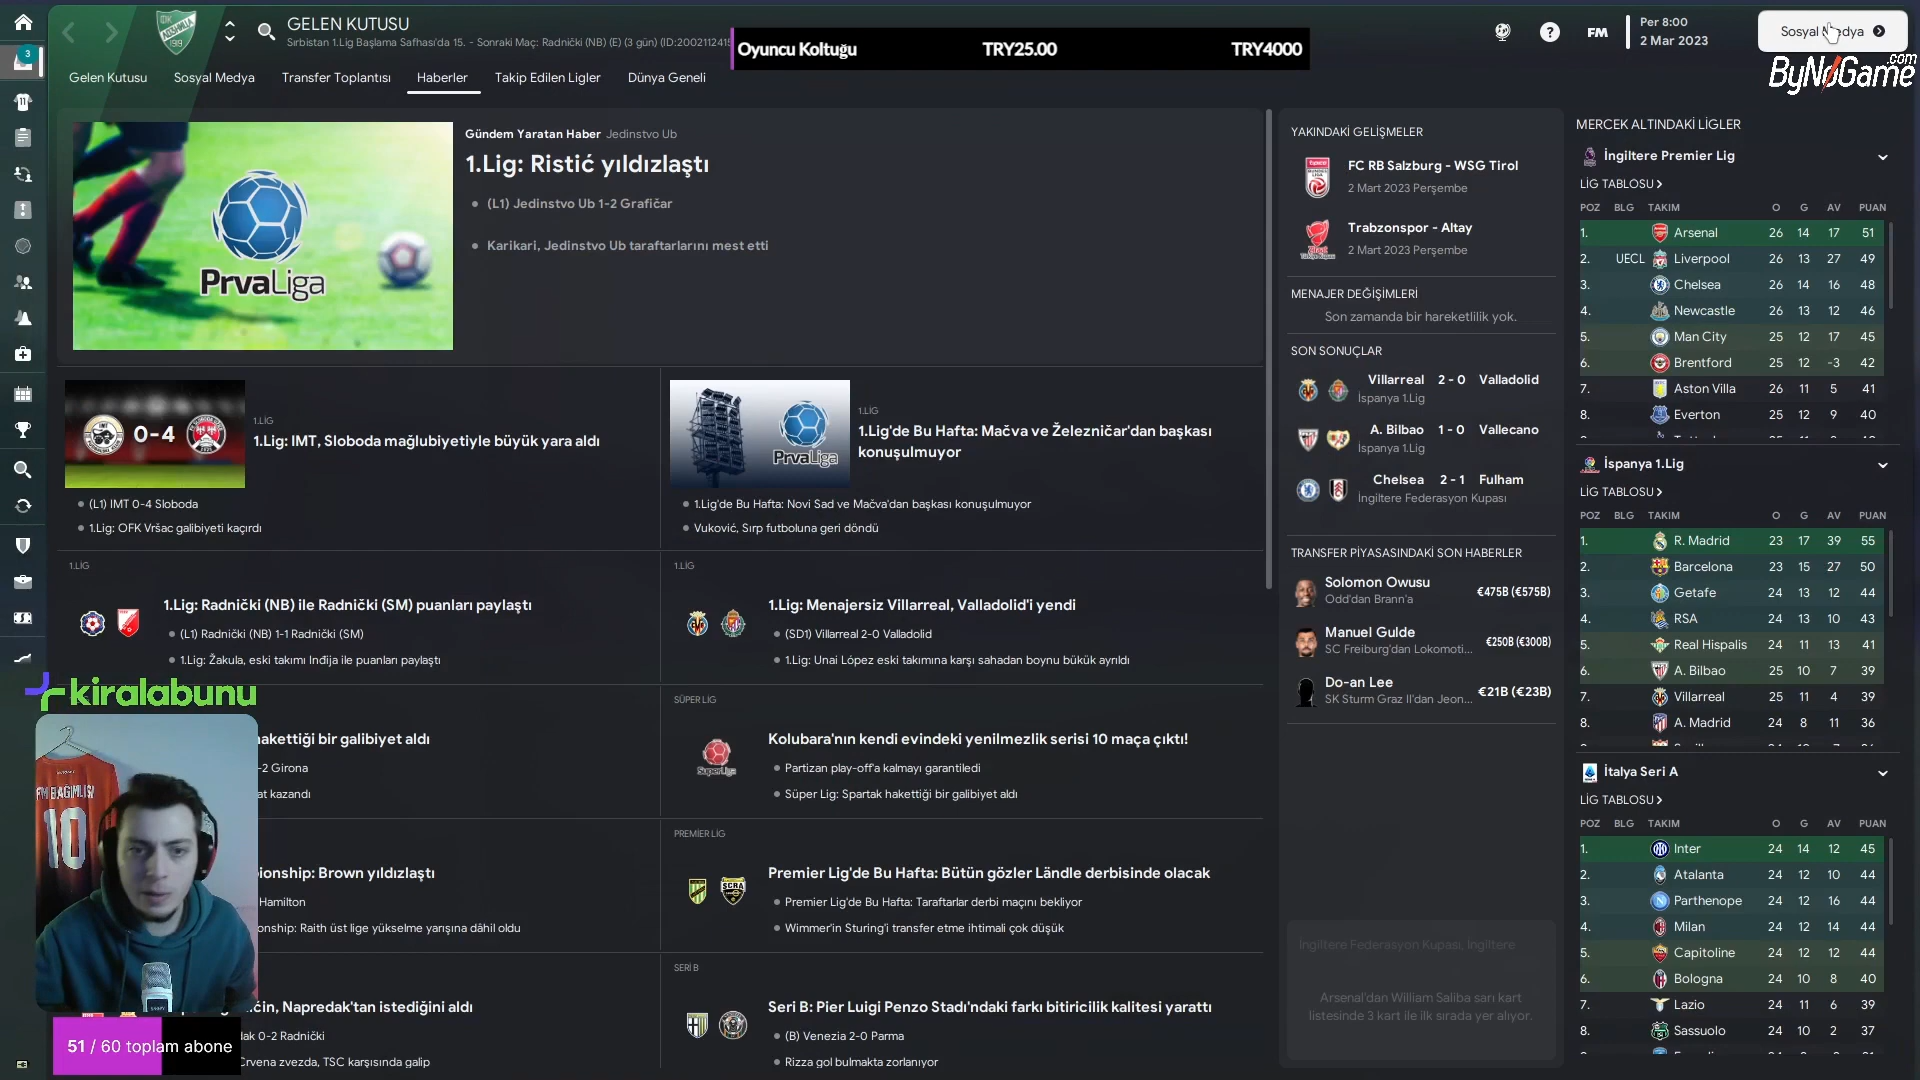 GELEN KUTUSU
Sırbistan 1.Lig Başlama Safhası'da 15. - Sonraki Maç: Radnički (NB) (E) (3 gün) (ID:2002112415
Oyuncu Koltuğu TRY25.00 TRY4000
3
FM
Per 8:00
2 Mar 2023
Sosyal Medya
ByNoGame.com
Gelen Kutusu Sosyal Medya Transfer Toplantısı Haberler Takip Edilen Ligler Dünya Geneli
Gündem Yaratan Haber Jedinstvo Ub
1.Lig: Ristić yıldızlaştı
(L1) Jedinstvo Ub 1-2 Grafičar
Karikari, Jedinstvo Ub taraftarlarını mest etti
PrvaLiga
1.LİG
1.Lig: IMT, Sloboda mağlubiyetiyle büyük yara aldı
0-4
(L1) IMT 0-4 Sloboda
1.Lig: OFK Vršac galibiyeti kaçırdı
1.LİG
1.Lig'de Bu Hafta: Mačva ve Železničar'dan başkası
konuşulmuyor
PrvaLiga
1.Lig'de Bu Hafta: Novi Sad ve Mačva'dan başkası konuşulmuyor
Vuković, Sırp futboluna geri döndü
1.LİG
1.Lig: Radnički (NB) ile Radnički (SM) puanları paylaştı
(L1) Radnički (NB) 1-1 Radnički (SM)
1.Lig: Žakula, eski takımı Inđija ile puanları paylaştı
1.LİG
1.Lig: Menajersiz Villarreal, Valladolid'i yendi
(SD1) Villarreal 2-0 Valladolid
1.Lig: Unai López eski takımına karşı sahadan boynu bükük ayrıldı
kiralabunu
hakettiği bir galibiyet aldı
-2 Girona
at kazandı
SÜPER LİG
Kolubara'nın kendi evindeki yenilmezlik serisi 10 maça çıktı!
SuperLiga
Partizan play-off'a kalmayı garantiledi
Süper Lig: Spartak hakettiği bir galibiyet aldı
pionship: Brown yıldızlaştı
Hamilton
onship: Raith üst lige yükselme yarışına dâhil oldu
PREMIER LİG
Premier Lig'de Bu Hafta: Bütün gözler Ländle derbisinde olacak
Premier Lig'de Bu Hafta: Taraftarlar derbi maçını bekliyor
Wimmer'in Sturing'i transfer etme ihtimali çok düşük
čin, Napredak'tan istediğini aldı
dak 0-2 Radnički
Crvena zvezda, TSC karşısında galip
SERİ B
Seri B: Pier Luigi Penzo Stadı'ndaki farkı bitiricilik kalitesi yarattı
(B) Venezia 2-0 Parma
Rizza gol bulmakta zorlanıyor
FM BAĞIMLISI
10
51 / 60 toplam abone
YAKINDAKİ GELİŞMELER
FC RB Salzburg - WSG Tirol
2 Mart 2023 Perşembe
Trabzonspor - Altay
2 Mart 2023 Perşembe
MENAJER DEĞİŞİMLERİ
Son zamanda bir hareketlilik yok.
SON SONUÇLAR
Villarreal 2 - 0 Valladolid
İspanya 1.Lig
A. Bilbao 1 - 0 Vallecano
İspanya 1.Lig
Chelsea 2 - 1 Fulham
İngiltere Federasyon Kupası
TRANSFER PİYASASINDAKİ SON HABERLER
Solomon Owusu €475B (€575B)
Odd'dan Brann'a
Manuel Gulde €250B (€300B)
SC Freiburg'dan Lokomoti...
Do-an Lee €21B (€23B)
SK Sturm Graz II'dan Jeon...
İngiltere Federasyon Kupası, İngiltere
Arsenal'dan William Saliba sarı kart
listesinde 3 kart ile ilk sırada yer alıyor.
MERCEK ALTINDAKİ LİGLER
İngiltere Premier Lig
LİG TABLOSU
POZ BLG TAKIM O G AV PUAN
1. Arsenal 26 14 17 51
2. UECL Liverpool 26 13 27 49
3. Chelsea 26 14 16 48
4. Newcastle 26 13 12 46
5. Man City 25 12 17 45
6. Brentford 25 12 -3 42
7. Aston Villa 26 11 5 41
8. Everton 25 12 9 40
İspanya 1.Lig
LİG TABLOSU
POZ BLG TAKIM O G AV PUAN
1. R. Madrid 23 17 39 55
2. Barcelona 23 15 27 50
3. Getafe 24 13 12 44
4. RSA 24 13 10 43
5. Real Hispalis 24 11 13 41
6. A. Bilbao 25 10 7 39
7. Villarreal 25 11 4 39
8. A. Madrid 24 8 11 36
İtalya Seri A
LİG TABLOSU
POZ BLG TAKIM O G AV PUAN
1. Inter 24 14 12 45
2. Atalanta 24 12 10 44
3. Parthenope 24 12 16 44
4. Milan 24 12 14 44
5. Capitoline 24 12 12 44
6. Bologna 24 10 8 40
7. Lazio 24 11 6 39
8. Sassuolo 24 10 2 37